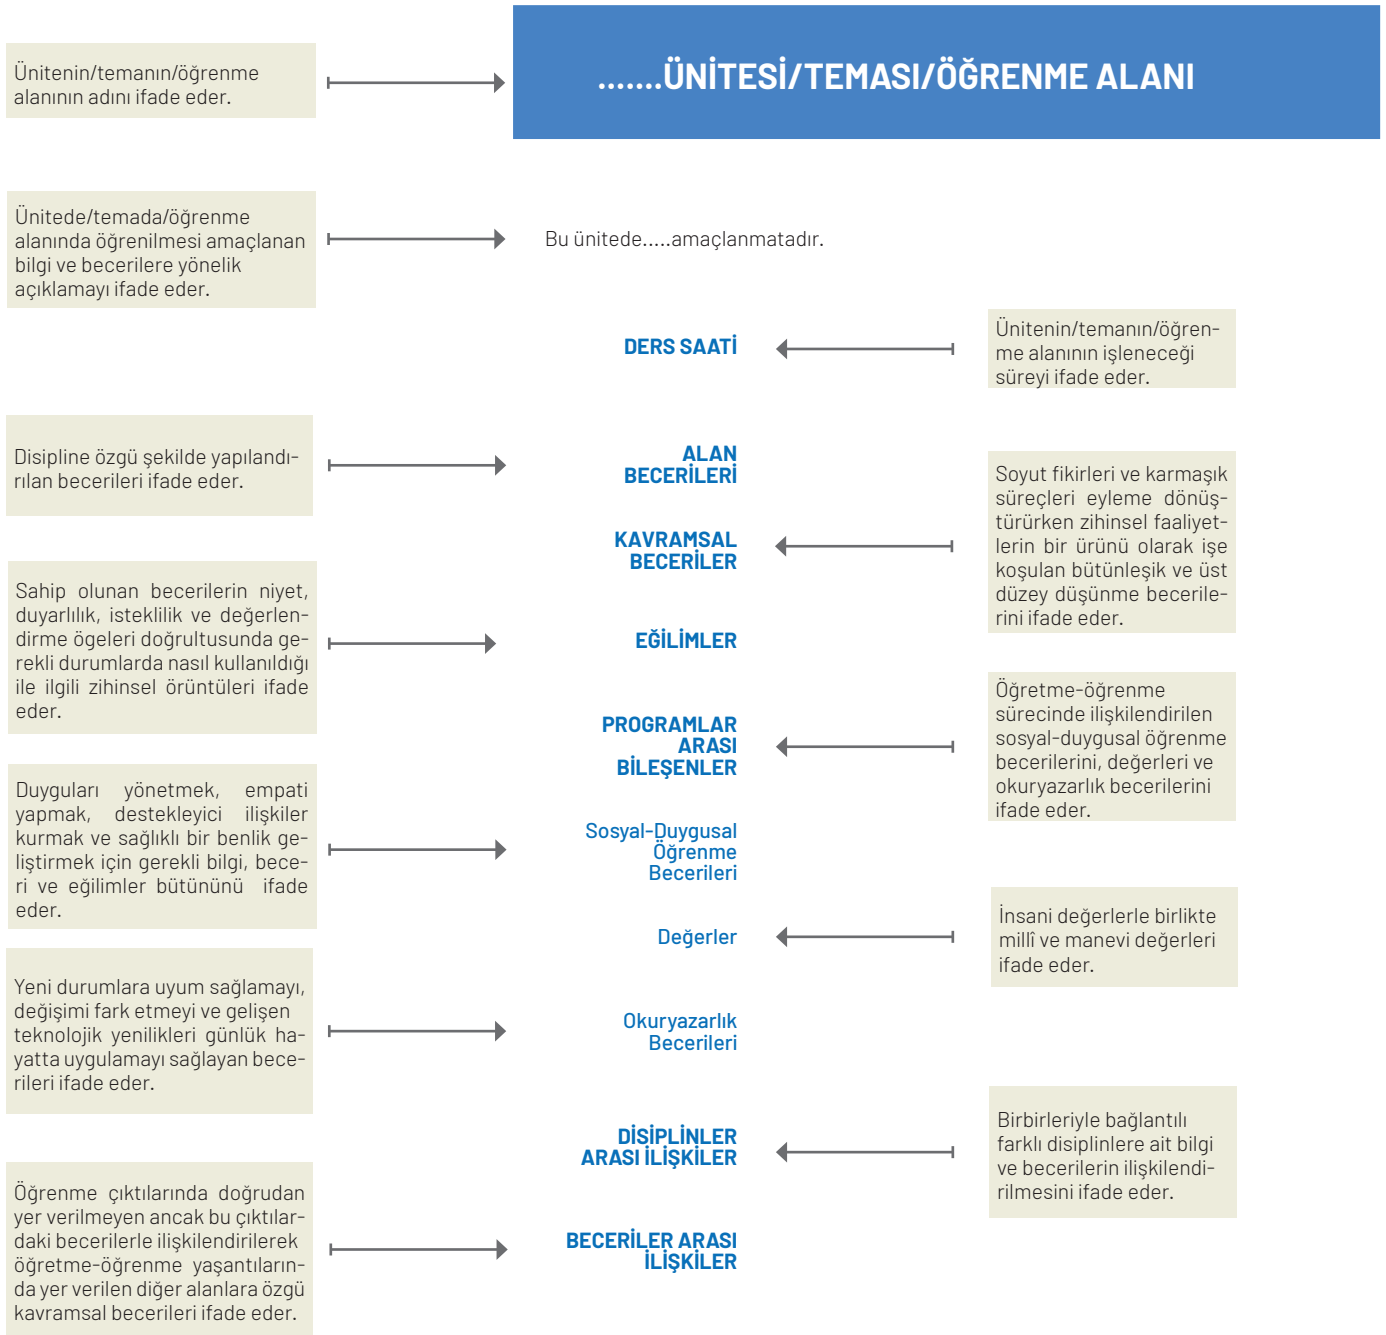 Ünitenin/temanın/öğrenme
alanının adını ifade eder.
.......ÜNİTESİ/TEMASI/ÖĞRENME ALANI
Ünitede/temada/öğrenme
alanında öğrenilmesi amaçlanan
bilgi ve becerilere yönelik
açıklamayı ifade eder.
Bu ünitede.....amaçlanmatadır.
DERS SAATİ
Ünitenin/temanın/öğren-
me alanının işleneceği
süreyi ifade eder.
Disipline özgü şekilde yapılandı-
rılan becerileri ifade eder.
ALAN
BECERİLERİ
KAVRAMSAL
BECERİLER
Soyut fikirleri ve karmaşık
süreçleri eyleme dönüş-
türürken zihinsel faaliyet-
lerin bir ürünü olarak işe
koşulan bütünleşik ve üst
düzey düşünme becerile-
rini ifade eder.
Sahip olunan becerilerin niyet,
duyarlılık, isteklilik ve değerlen-
dirme ögeleri doğrultusunda ge-
rekli durumlarda nasıl kullanıldığı
ile ilgili zihinsel örüntüleri ifade
eder.
EĞİLİMLER
PROGRAMLAR
ARASI
BİLEŞENLER
Öğretme-öğrenme
sürecinde ilişkilendirilen
sosyal-duygusal öğrenme
becerilerini, değerleri ve
okuryazarlık becerilerini
ifade eder.
Duyguları yönetmek, empati
yapmak, destekleyici ilişkiler
kurmak ve sağlıklı bir benlik ge-
liştirmek için gerekli bilgi, bece-
ri ve eğilimler bütününü ifade
eder.
Sosyal-Duygusal
Öğrenme
Becerileri
Değerler
İnsani değerlerle birlikte
millî ve manevi değerleri
ifade eder.
Yeni durumlara uyum sağlamayı,
değişimi fark etmeyi ve gelişen
teknolojik yenilikleri günlük ha-
yatta uygulamayı sağlayan bece-
rileri ifade eder.
Okuryazarlık
Becerileri
DİSİPLİNLER
ARASI İLİŞKİLER
Birbirleriyle bağlantılı
farklı disiplinlere ait bilgi
ve becerilerin ilişkilendi-
rilmesini ifade eder.
Öğrenme çıktılarında doğrudan
yer verilmeyen ancak bu çıktılar-
daki becerilerle ilişkilendirilerek
öğretme-öğrenme yaşantıların-
da yer verilen diğer alanlara özgü
kavramsal becerileri ifade eder.
BECERİLER ARASI
İLİŞKİLER